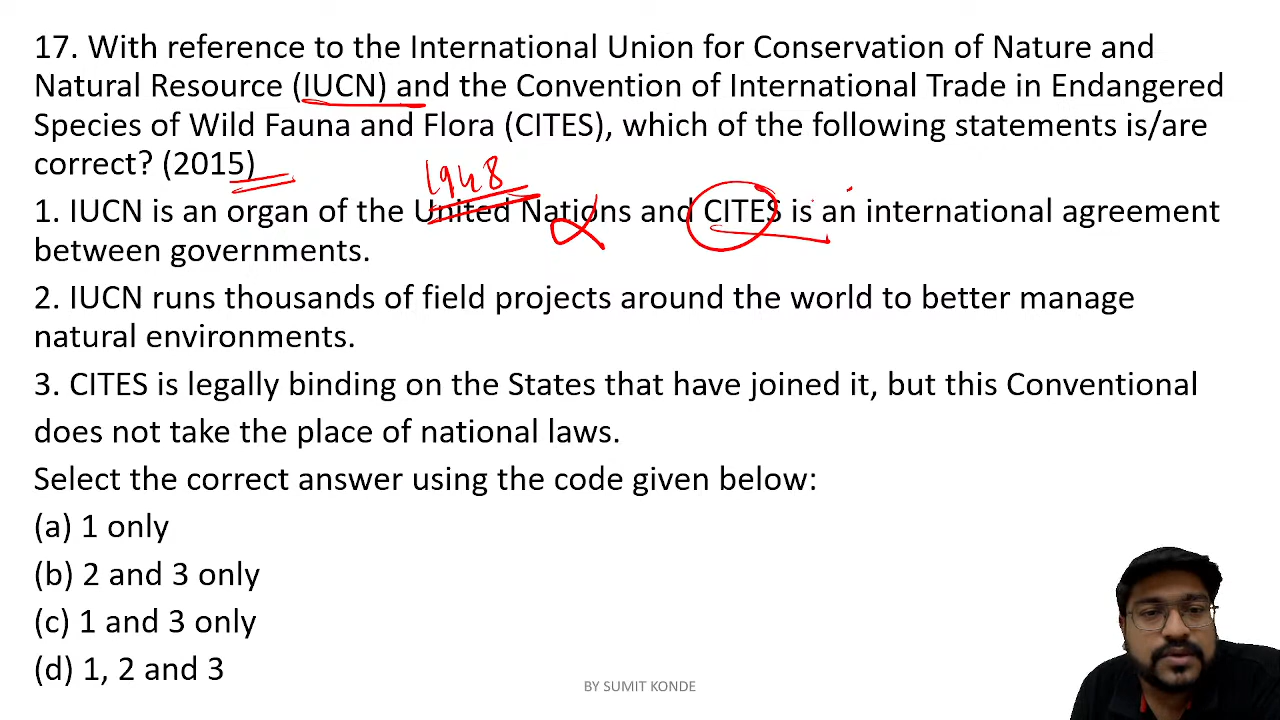 17. With reference to the International Union for Conservation of Nature and
Natural Resource (IUCN) and the Convention of International Trade in Endangered
Species of Wild Fauna and Flora (CITES), which of the following statements is/are
correct? (2015)
1948
1. IUCN is an organ of the United Nations and CITES is an international agreement
between governments.
2. IUCN runs thousands of field projects around the world to better manage
natural environments.
3. CITES is legally binding on the States that have joined it, but this Conventional
does not take the place of national laws.
Select the correct answer using the code given below:
(a) 1 only
(b) 2 and 3 only
(c) 1 and 3 only
(d) 1, 2 and 3
BY SUMIT KONDE